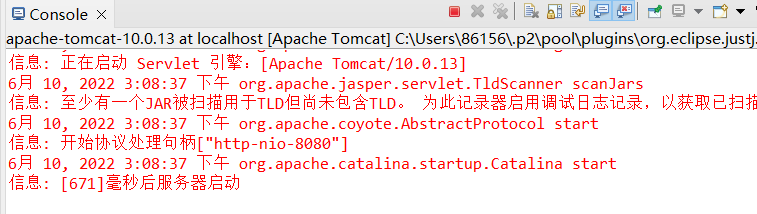 Console
apache-tomcat-10.0.13 at localhost [Apache Tomcat] C:\Users\86156\.p2\pool\plugins\org.eclipse.justj.
信息: 正在启动 Servlet 引擎：[Apache Tomcat/10.0.13]
6月 10, 2022 3:08:37 下午 org.apache.jasper.servlet.TldScanner scanJars
信息: 至少有一个JAR被扫描用于TLD但尚未包含TLD。 为此记录器启用调试日志记录，以获取已扫描
6月 10, 2022 3:08:37 下午 org.apache.coyote.AbstractProtocol start
信息: 开始协议处理句柄["http-nio-8080"]
6月 10, 2022 3:08:37 下午 org.apache.catalina.startup.Catalina start
信息: [671]毫秒后服务器启动